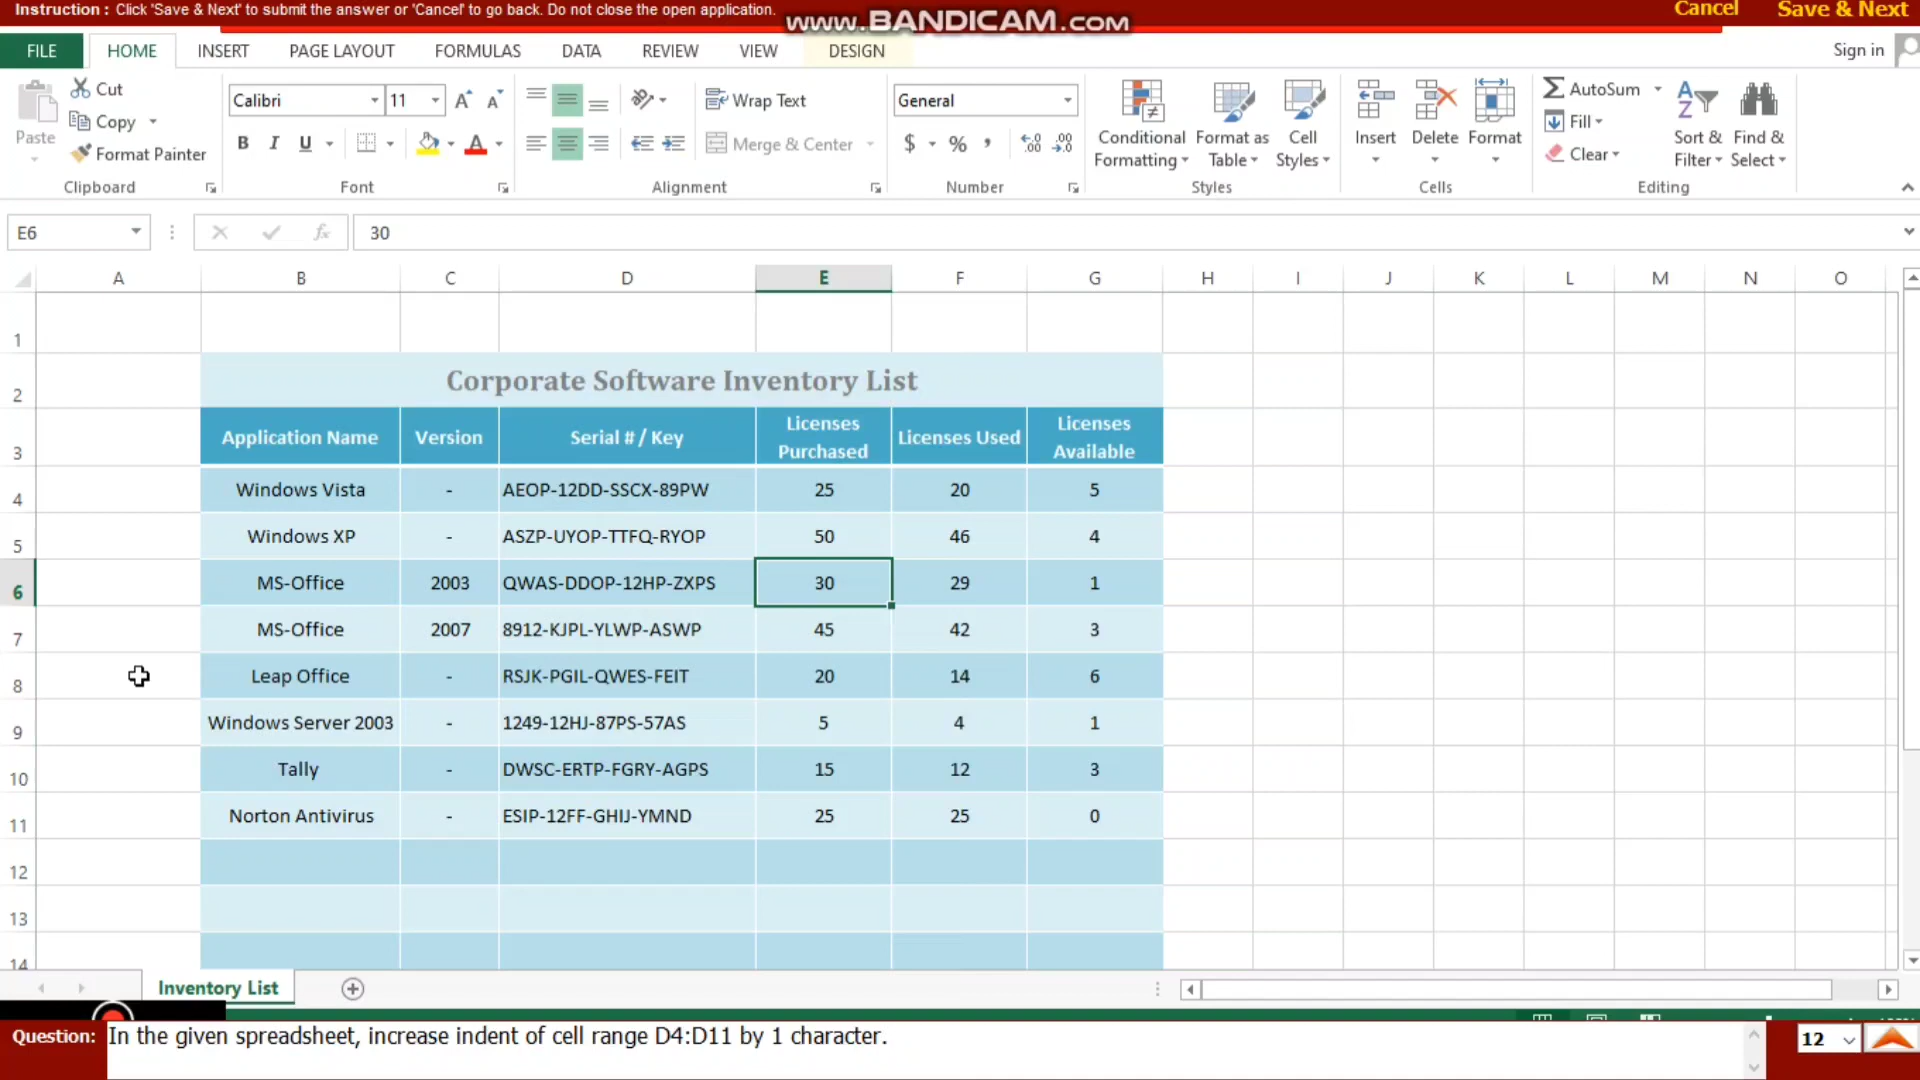 Instruction : Click 'Save & Next' to submit the answer or 'Cancel' to go back. Do not close the open application.
Cancel Save & Next
www.BANDICAM.com
FILE HOME INSERT PAGE LAYOUT FORMULAS DATA REVIEW VIEW DESIGN Sign in
Cut
Copy
Format Painter
Paste
Clipboard
Calibri 11
B I U A
Font
Wrap Text
Merge & Center
Alignment
General
$ % ,
Number
Conditional Formatting
Format as Table
Cell Styles
Styles
Insert Delete Format
Cells
AutoSum
Fill
Clear
Sort & Filter
Find & Select
Editing
E6 fx 30
A B C D E F G H I J K L M N O
1
2 Corporate Software Inventory List
3 Application Name Version Serial # / Key Licenses Purchased Licenses Used Licenses Available
4 Windows Vista - AEOP-12DD-SSCX-89PW 25 20 5
5 Windows XP - ASZP-UYOP-TTFQ-RYOP 50 46 4
6 MS-Office 2003 QWAS-DDOP-12HP-ZXPS 30 29 1
7 MS-Office 2007 8912-KJPL-YLWP-ASWP 45 42 3
8 Leap Office - RSJK-PGIL-QWES-FEIT 20 14 6
9 Windows Server 2003 - 1249-12HJ-87PS-57AS 5 4 1
10 Tally - DWSC-ERTP-FGRY-AGPS 15 12 3
11 Norton Antivirus - ESIP-12FF-GHIJ-YMND 25 25 0
12
13
14
Inventory List
Question: In the given spreadsheet, increase indent of cell range D4:D11 by 1 character.
12